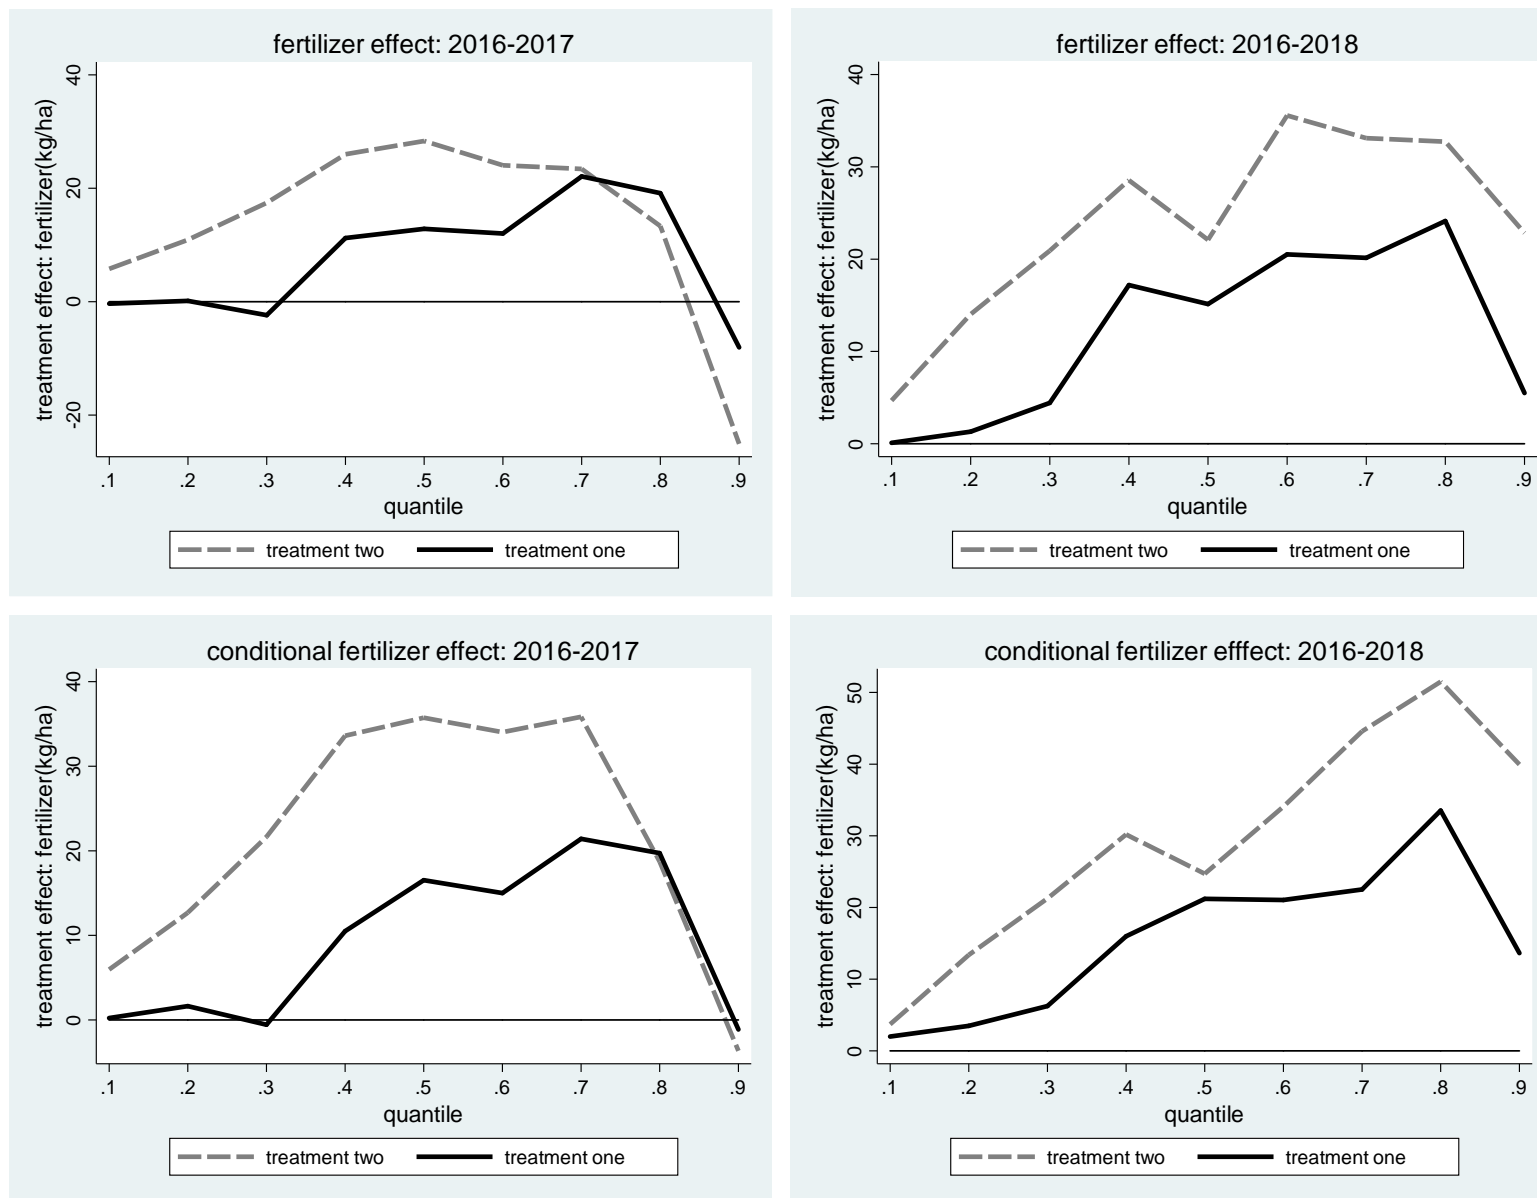 fertilizer effect: 2016-2017
treatment effect: fertilizer(kg/ha)
40
20
0
-20
.1 .2 .3 .4 .5 .6 .7 .8 .9
quantile
treatment two treatment one
fertilizer effect: 2016-2018
treatment effect: fertilizer(kg/ha)
40
30
20
10
0
.1 .2 .3 .4 .5 .6 .7 .8 .9
quantile
treatment two treatment one
conditional fertilizer effect: 2016-2017
treatment effect: fertilizer(kg/ha)
40
30
20
10
0
.1 .2 .3 .4 .5 .6 .7 .8 .9
quantile
treatment two treatment one
conditional fertilizer efffect: 2016-2018
treatment effect: fertilizer(kg/ha)
50
40
30
20
10
0
.1 .2 .3 .4 .5 .6 .7 .8 .9
quantile
treatment two treatment one